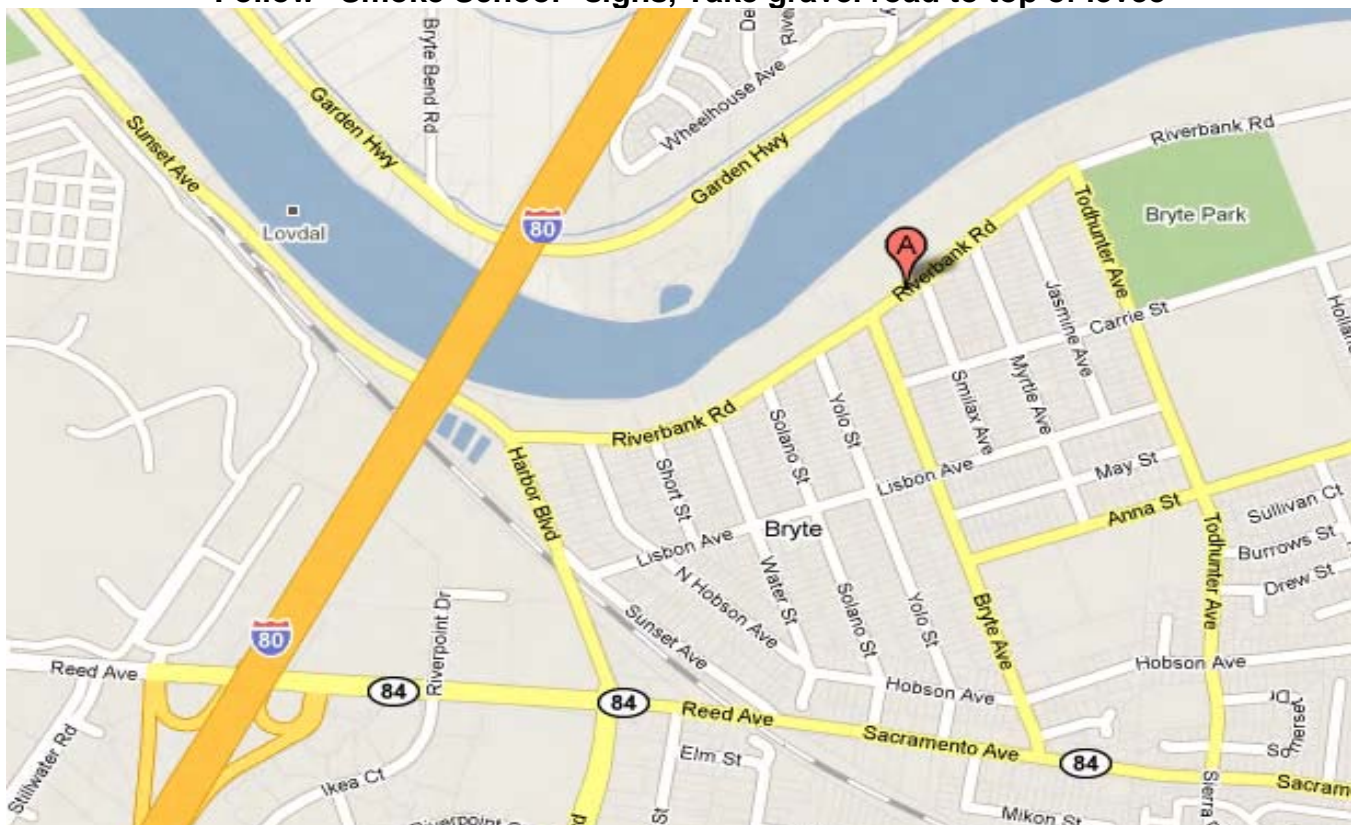 Follow "Smoke School" signs; Take gravel road to top of levee
Bryte Bend Rd
Wheelhouse Ave
Garden Hwy
Garden Hwy
Sunset Ave
Lovdal
80
Riverbank Rd
Todhunter Ave
Bryte Park
A
Riverbank Rd
Jasmine Ave
Carrie St
Myrtle Ave
Smilax Ave
Riverbank Rd
Yolo St
Solano St
Short St
Harbor Blvd
Lisbon Ave
May St
Anna St
Sullivan Ct
Burrows St
Drew St
Bryte
Lisbon Ave
N Hobson Ave
Water St
Solano St
Yolo St
Bryte Ave
Todhunter Ave
Sunset Ave
Riverpoint Dr
80
Reed Ave
84
84
Reed Ave
Hobson Ave
Hobson Ave
Sacramento Ave
84
Elm St
Stillwater Rd
Ikea Ct
Mikon St